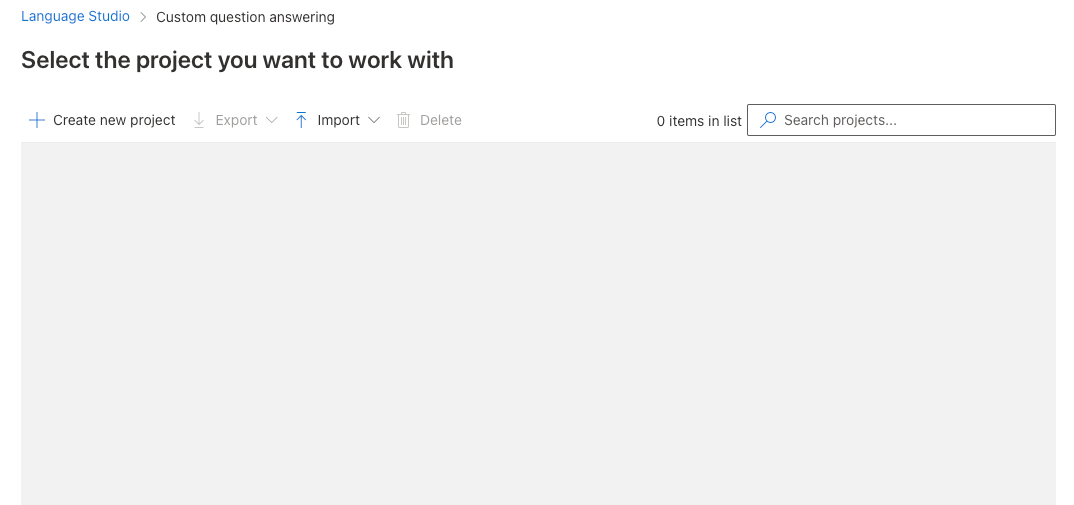 Language Studio > Custom question answering
Select the project you want to work with
Create new project Export Import Delete 0 items in list Search projects...